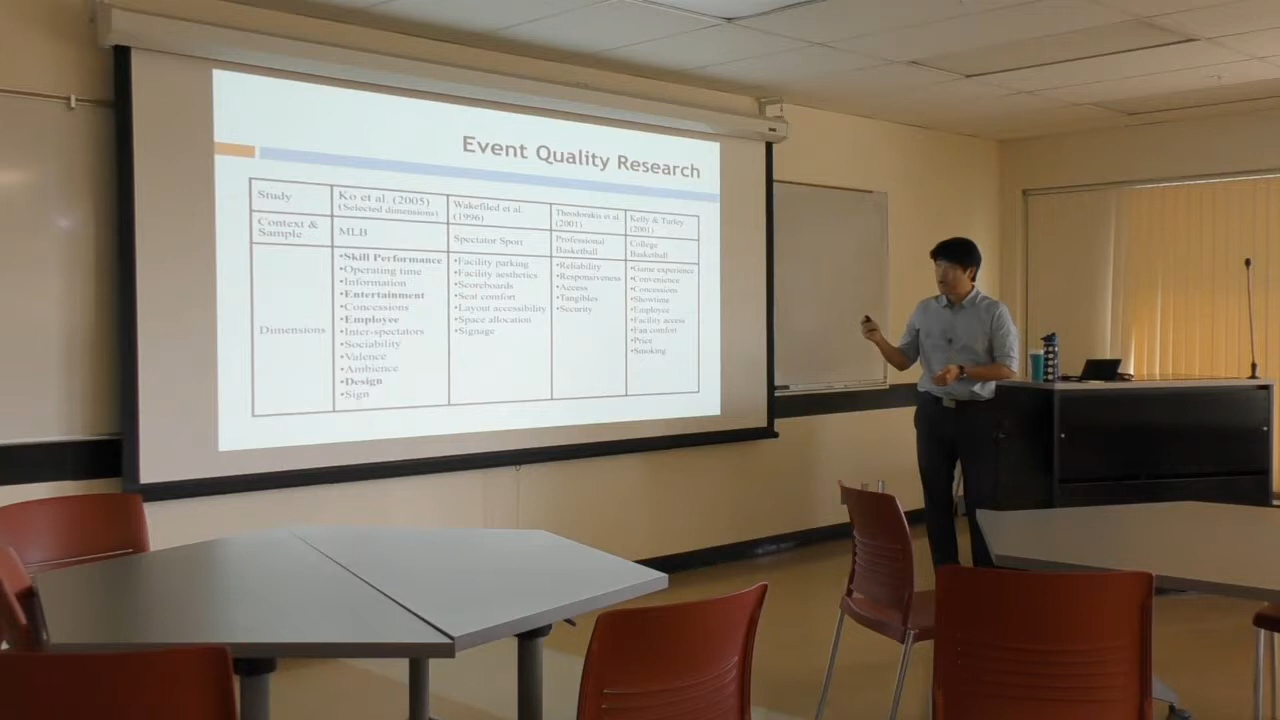 Event Quality Research
Study
Ko et al. (2005)
(Selected dimensions)
Wakefiled et al.
(1996)
Theodorakis et al.
(2001)
Kelly & Turley
(2001)
Context &
Sample
MLB
Spectator Sport
Professional
Basketball
College
Basketball
Dimensions
•Skill Performance
•Operating time
•Information
•Entertainment
•Concessions
•Employee
•Inter-spectators
•Sociability
•Valence
•Ambience
•Design
•Sign
•Facility parking
•Facility aesthetics
•Scoreboards
•Seat comfort
•Layout accessibility
•Space allocation
•Signage
•Reliability
•Responsiveness
•Access
•Tangibles
•Security
•Game experience
•Convenience
•Concessions
•Showtime
•Employee
•Facility access
•Fan comfort
•Price
•Smoking